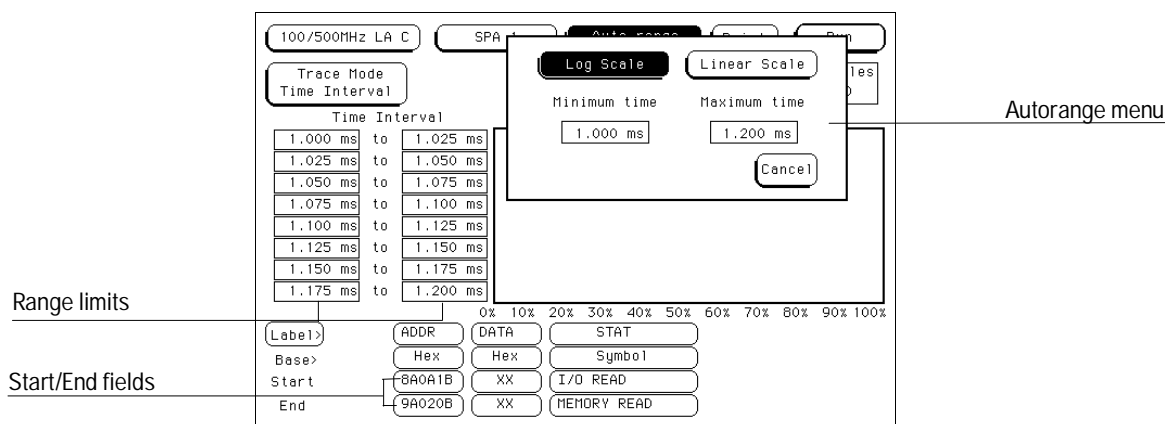 100/500MHz LA C SPA
Log Scale Linear Scale
Trace Mode
Time Interval
Minimum time Maximum time
Autorange menu
Time Interval
1.000 ms to 1.025 ms
1.000 ms 1.200 ms
1.025 ms to 1.050 ms
Cancel
1.050 ms to 1.075 ms
1.075 ms to 1.100 ms
1.100 ms to 1.125 ms
1.125 ms to 1.150 ms
1.150 ms to 1.175 ms
1.175 ms to 1.200 ms
Range limits
0% 10% 20% 30% 40% 50% 60% 70% 80% 90% 100%
Label> ADDR DATA STAT
Base> Hex Hex Symbol
Start/End fields
Start 8A0A1B XX I/O READ
End 9A020B XX MEMORY READ